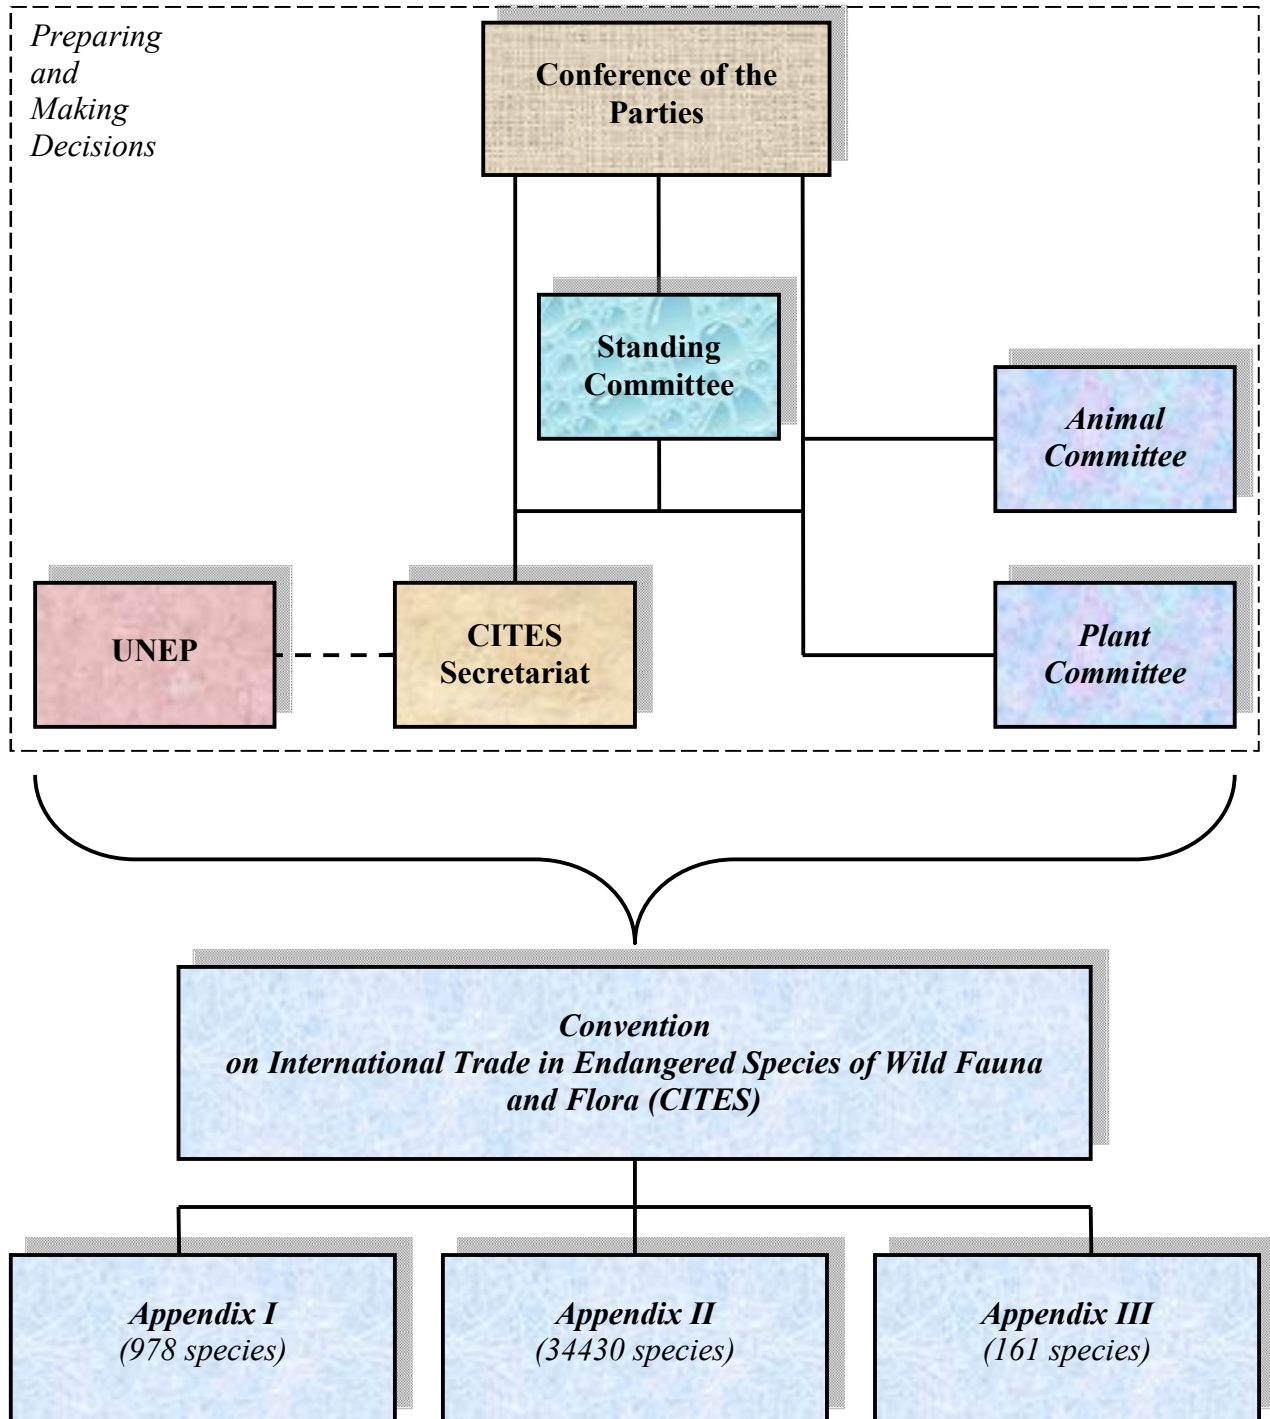 Preparing
and
Making
Decisions
Conference of the
Parties
Standing
Committee
Animal
Committee
UNEP
CITES
Secretariat
Plant
Committee
Convention
on International Trade in Endangered Species of Wild Fauna
and Flora (CITES)
Appendix I
(978 species)
Appendix II
(34430 species)
Appendix III
(161 species)